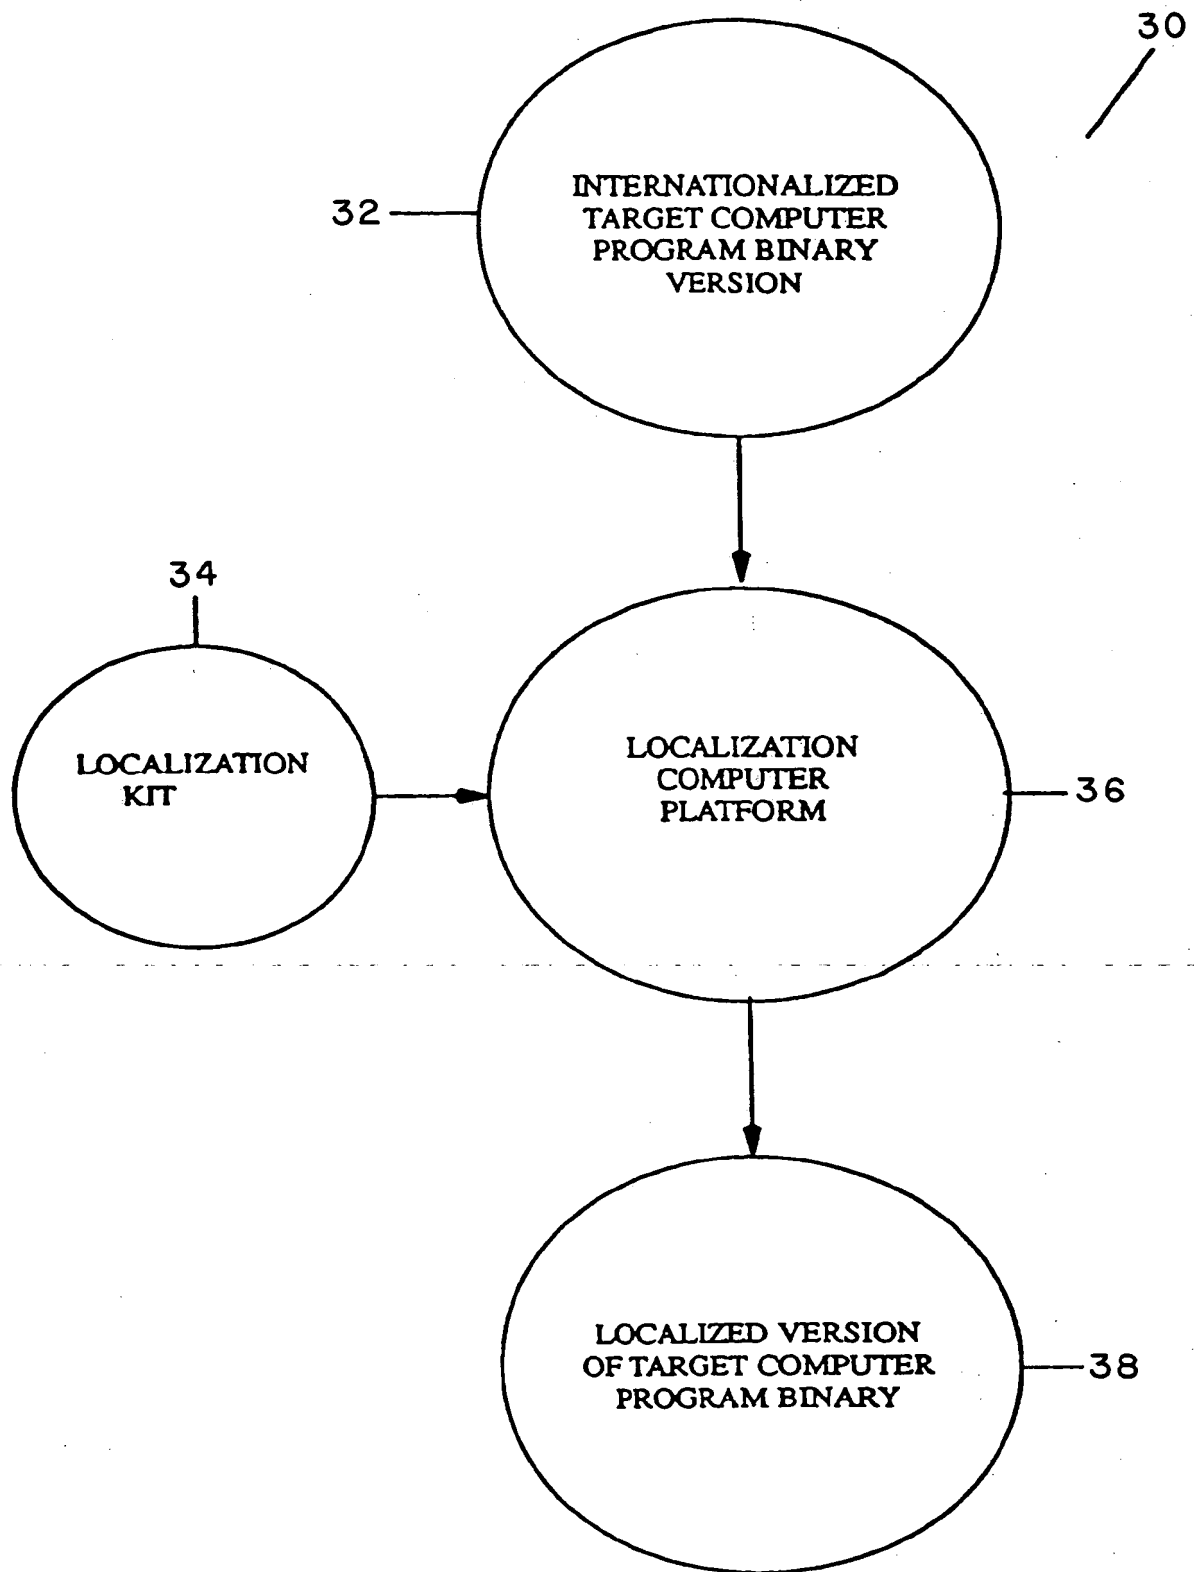 30
32
INTERNATIONALIZED
TARGET COMPUTER
PROGRAM BINARY
VERSION
34
LOCALIZATION
KIT
LOCALIZATION
COMPUTER
PLATFORM
36
LOCALIZED VERSION
OF TARGET COMPUTER
PROGRAM BINARY
38